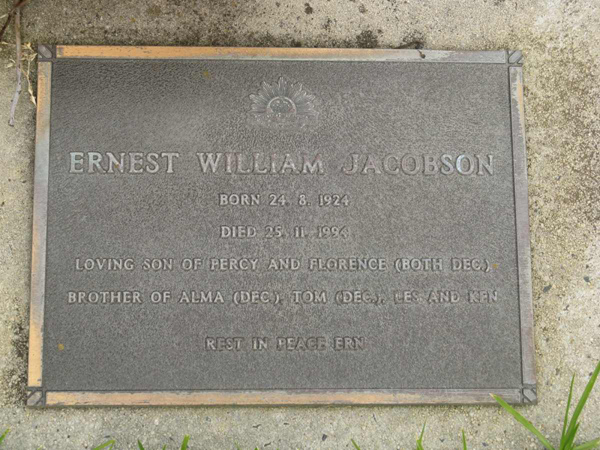 ERNEST WILLIAM JACOBSON
BORN 24. 8. 1924
DIED 25. 11. 1994
LOVING SON OF PERCY AND FLORENCE (BOTH DEC.)
BROTHER OF ALMA (DEC.), TOM (DEC.), LES AND KEN
REST IN PEACE ERN